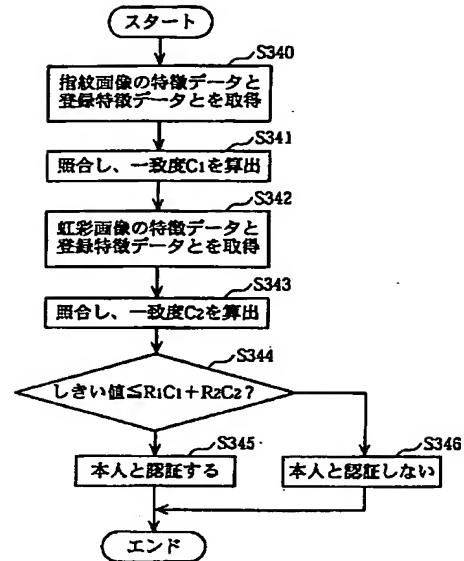 スタート
S340
指紋画像の特徴データと
登録特徴データとを取得
S341
照合し、一致度C1を算出
S342
虹彩画像の特徴データと
登録特徴データとを取得
S343
照合し、一致度C2を算出
S344
しきい値≦R1C1+R2C2?
S345
S346
本人と認証する
本人と認証しない
エンド